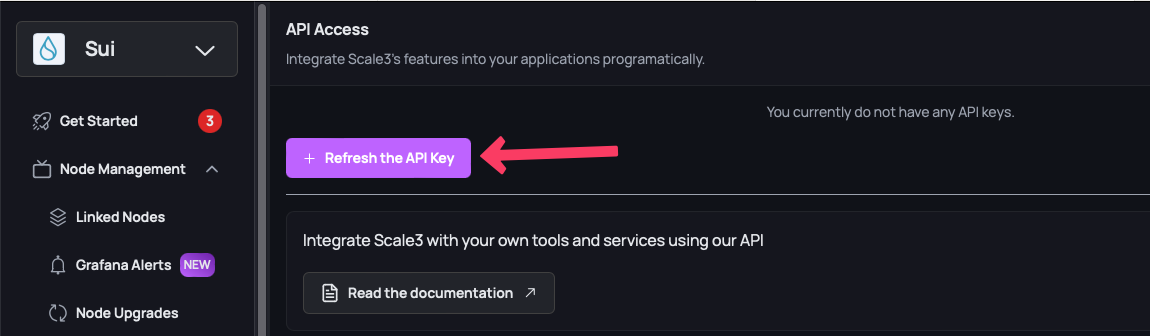 Sui
Get Started
3
Node Management
Linked Nodes
Grafana Alerts NEW
Node Upgrades
API Access
Integrate Scale3's features into your applications programatically.
You currently do not have any API keys.
+ Refresh the API Key
Integrate Scale3 with your own tools and services using our API
Read the documentation